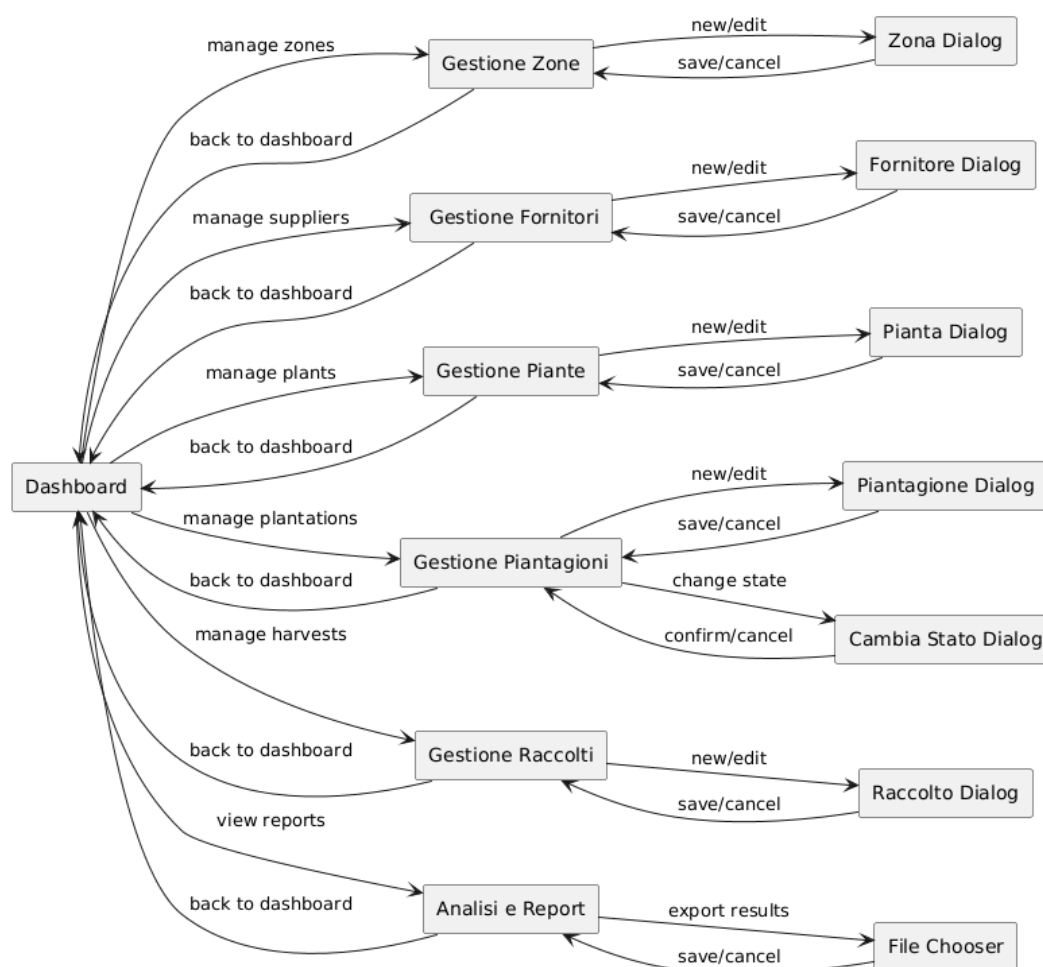 manage zones
Gestione Zone
new/edit
Zona Dialog
save/cancel
back to dashboard
manage suppliers
Gestione Fornitori
new/edit
Fornitore Dialog
save/cancel
back to dashboard
manage plants
Gestione Piante
new/edit
Pianta Dialog
save/cancel
back to dashboard
Dashboard
manage plantations
Gestione Piantagioni
new/edit
Piantagione Dialog
save/cancel
back to dashboard
change state
Cambia Stato Dialog
confirm/cancel
manage harvests
Gestione Raccolti
new/edit
Raccolto Dialog
save/cancel
back to dashboard
view reports
Analisi e Report
export results
File Chooser
save/cancel
back to dashboard